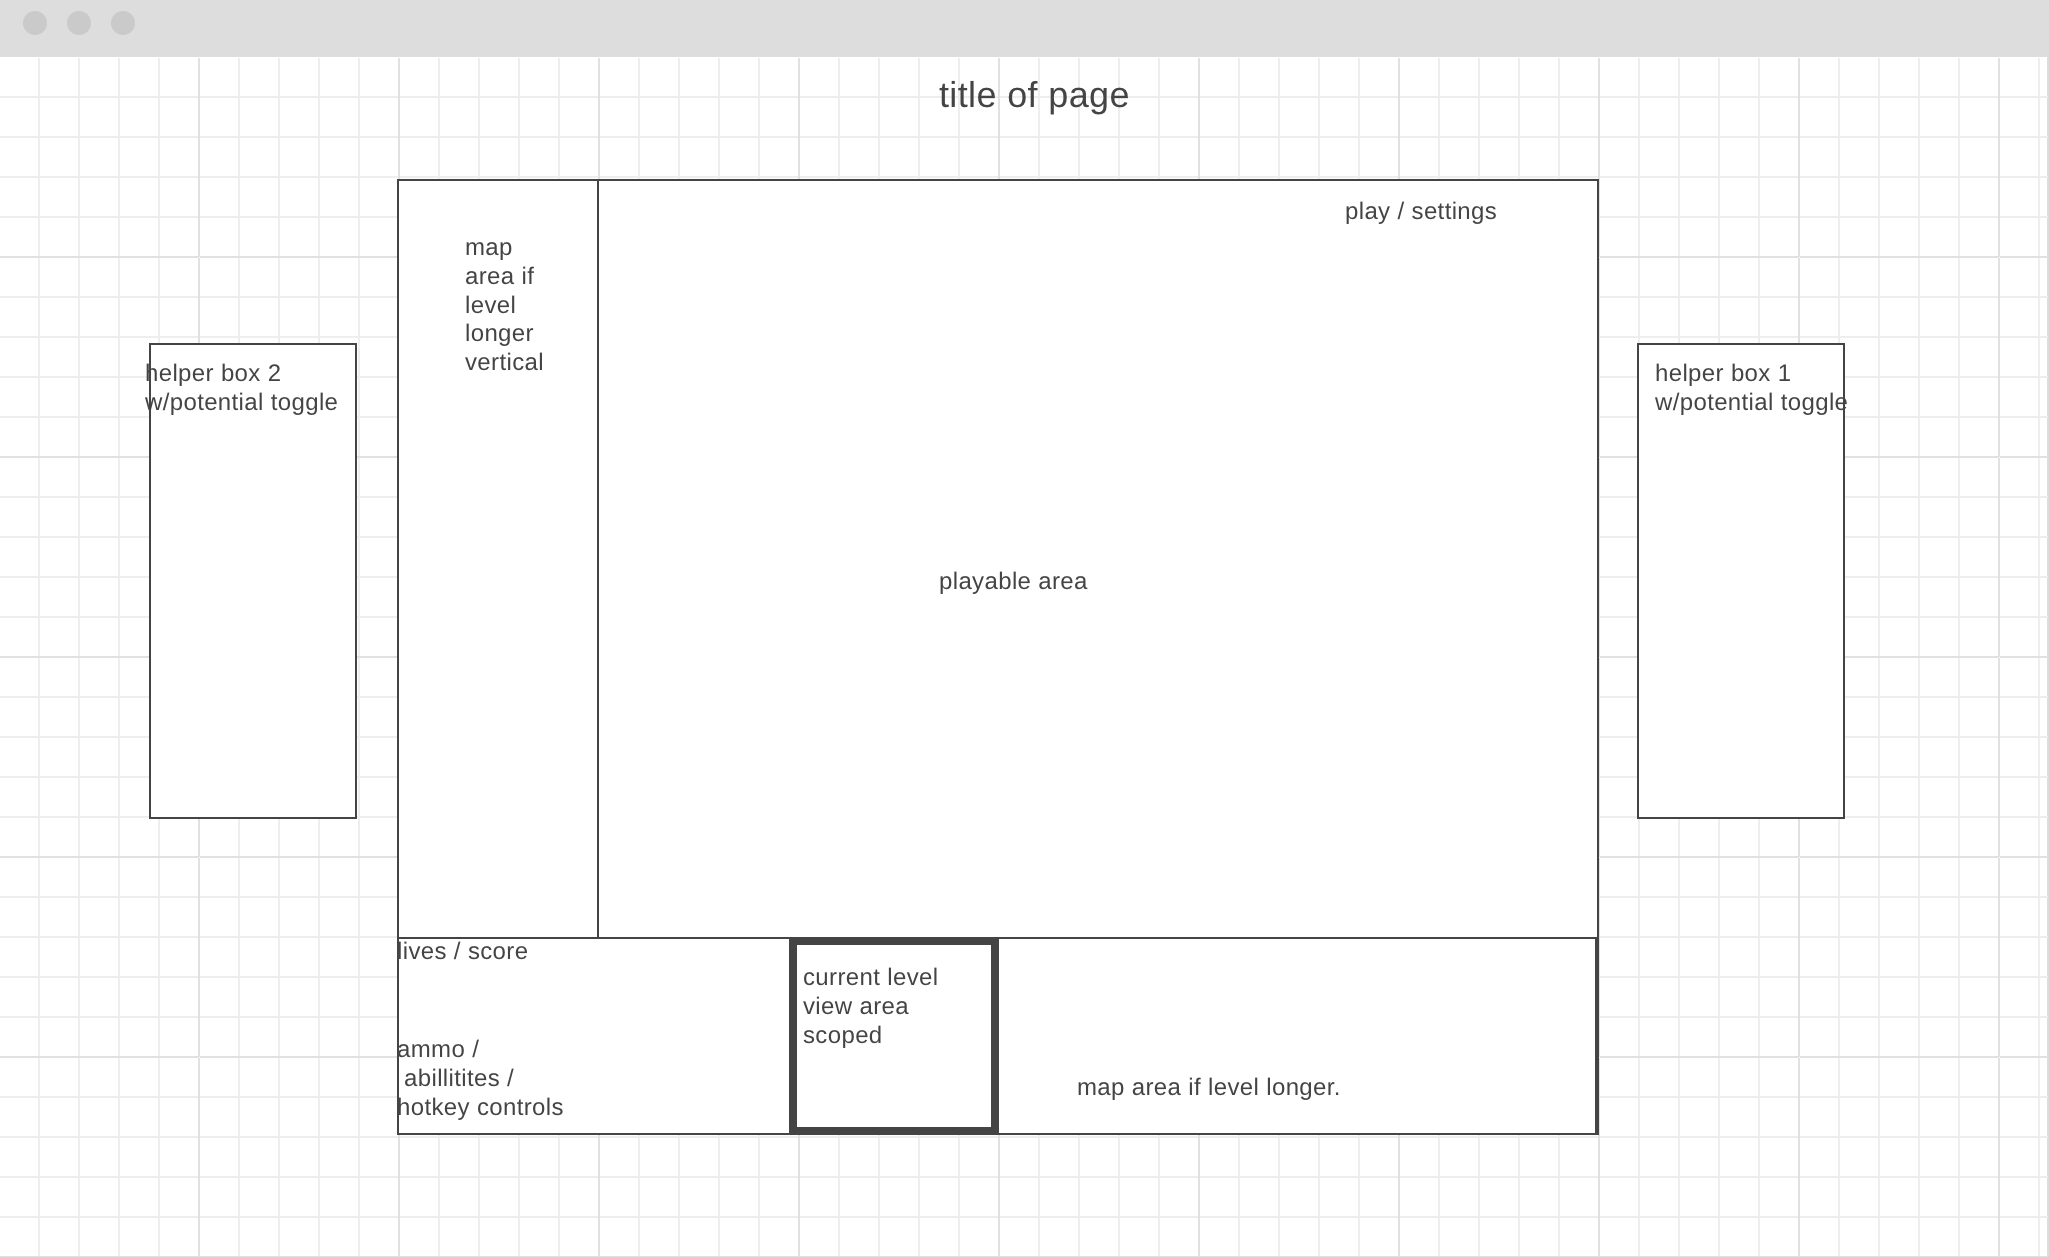 title of page
play / settings
map
area if
level
longer
vertical
helper box 2
w/potential toggle
helper box 1
w/potential toggle
playable area
lives / score
current level
view area
scoped
ammo /
abillitites /
hotkey controls
map area if level longer.